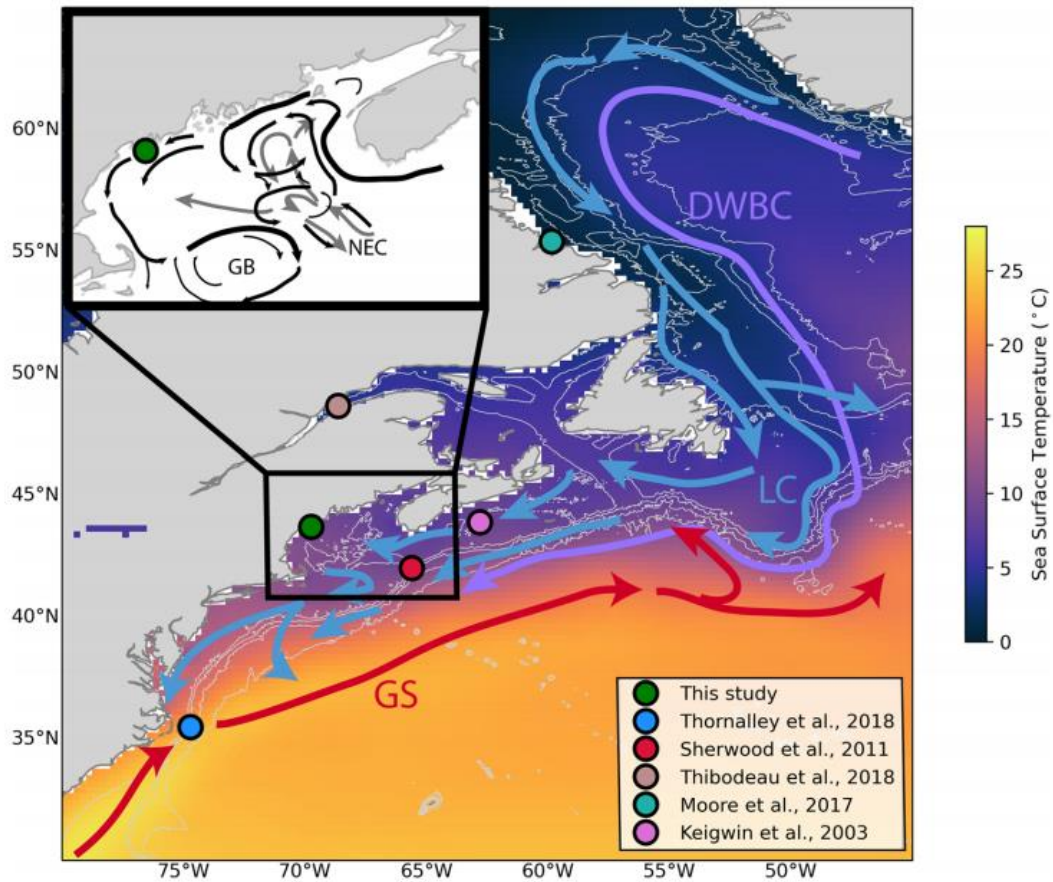 60°N
55°N
50°N
45°N
40°N
35°N
75°W
70°W
65°W
60°W
55°W
50°W
GB
NEC
DWBC
LC
GS
This study
Thornalley et al., 2018
Sherwood et al., 2011
Thibodeau et al., 2018
Moore et al., 2017
Keigwin et al., 2003
25
20
15
10
5
0
Sea Surface Temperature (°C)